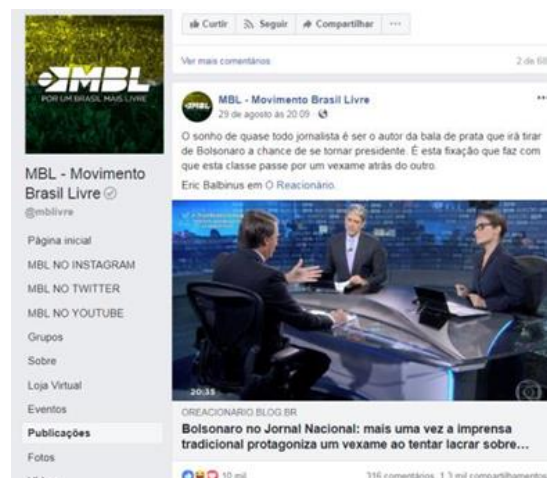 MBL
POR UM BRASIL MAIS LIVRE
MBL - Movimento
Brasil Livre
@mblivre
Página inicial
MBL NO INSTAGRAM
MBL NO TWITTER
MBL NO YOUTUBE
Grupos
Sobre
Loja Virtual
Eventos
Publicações
Fotos
Curtir Seguir Compartilhar ...
Ver mais comentários 2 de 68
MBL
MBL - Movimento Brasil Livre
29 de agosto às 20:09 ·
O sonho de quase todo jornalista é ser o autor da bala de prata que irá tirar
de Bolsonaro a chance de se tornar presidente. É esta fixação que faz com
que esta classe passe por um vexame atrás do outro.
Eric Balbinus em O Reacionário.
20:35
OREACIONARIO.BLOG.BR
Bolsonaro no Jornal Nacional: mais uma vez a imprensa
tradicional protagoniza um vexame ao tentar lacrar sobre...
10 mil 316 comentários 1,3 mil compartilhamentos